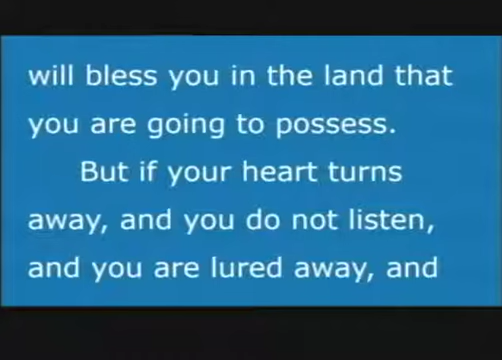 will bless you in the land that
you are going to possess.
But if your heart turns
away, and you do not listen,
and you are lured away, and